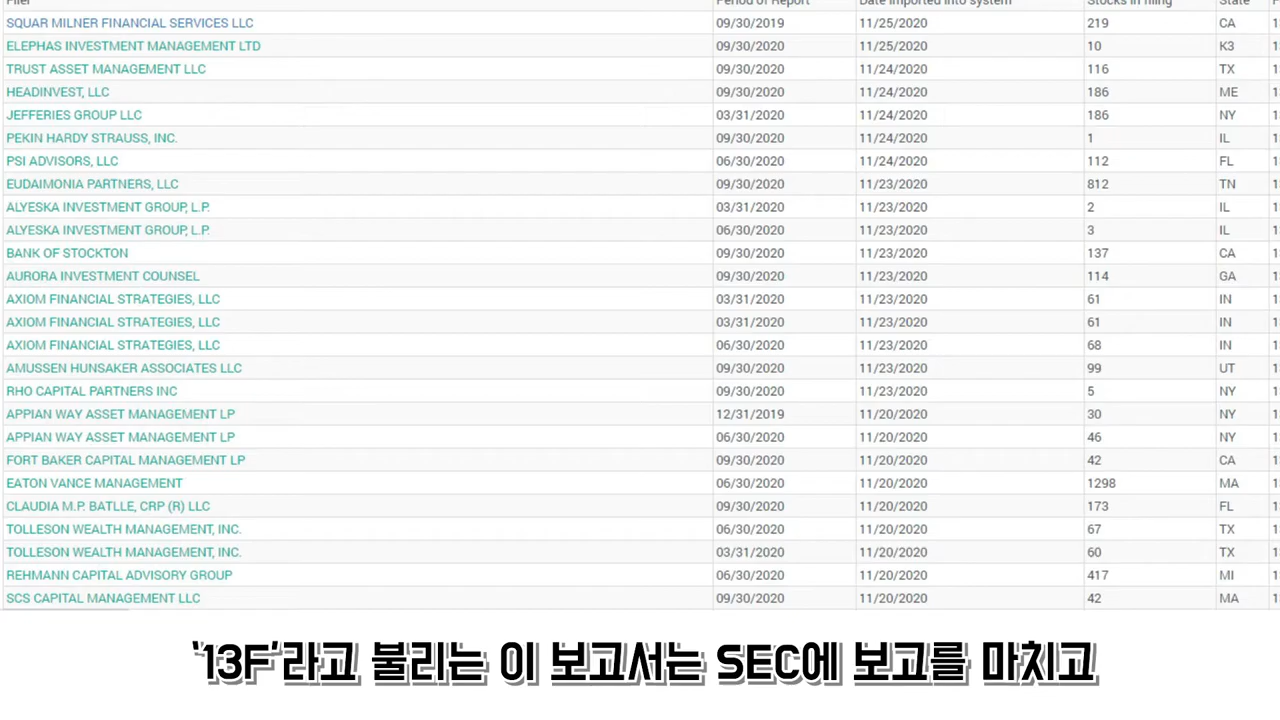 Filer Period of Report Date imported into system Stocks in filing State
SQUAR MILNER FINANCIAL SERVICES LLC 09/30/2019 11/25/2020 219 CA
ELEPHAS INVESTMENT MANAGEMENT LTD 09/30/2020 11/25/2020 10 K3
TRUST ASSET MANAGEMENT LLC 09/30/2020 11/24/2020 116 TX
HEADINVEST, LLC 09/30/2020 11/24/2020 186 ME
JEFFERIES GROUP LLC 03/31/2020 11/24/2020 186 NY
PEKIN HARDY STRAUSS, INC. 09/30/2020 11/24/2020 1 IL
PSI ADVISORS, LLC 06/30/2020 11/24/2020 112 FL
EUDAIMONIA PARTNERS, LLC 09/30/2020 11/23/2020 812 TN
ALYESKA INVESTMENT GROUP, L.P. 03/31/2020 11/23/2020 2 IL
ALYESKA INVESTMENT GROUP, L.P. 06/30/2020 11/23/2020 3 IL
BANK OF STOCKTON 09/30/2020 11/23/2020 137 CA
AURORA INVESTMENT COUNSEL 09/30/2020 11/23/2020 114 GA
AXIOM FINANCIAL STRATEGIES, LLC 03/31/2020 11/23/2020 61 IN
AXIOM FINANCIAL STRATEGIES, LLC 03/31/2020 11/23/2020 61 IN
AXIOM FINANCIAL STRATEGIES, LLC 06/30/2020 11/23/2020 68 IN
AMUSSEN HUNSAKER ASSOCIATES LLC 09/30/2020 11/23/2020 99 UT
RHO CAPITAL PARTNERS INC 09/30/2020 11/23/2020 5 NY
APPIAN WAY ASSET MANAGEMENT LP 12/31/2019 11/20/2020 30 NY
APPIAN WAY ASSET MANAGEMENT LP 06/30/2020 11/20/2020 46 NY
FORT BAKER CAPITAL MANAGEMENT LP 09/30/2020 11/20/2020 42 CA
EATON VANCE MANAGEMENT 06/30/2020 11/20/2020 1298 MA
CLAUDIA M.P. BATLLE, CRP (R) LLC 09/30/2020 11/20/2020 173 FL
TOLLESON WEALTH MANAGEMENT, INC. 06/30/2020 11/20/2020 67 TX
TOLLESON WEALTH MANAGEMENT, INC. 03/31/2020 11/20/2020 60 TX
REHMANN CAPITAL ADVISORY GROUP 06/30/2020 11/20/2020 417 MI
SCS CAPITAL MANAGEMENT LLC 09/30/2020 11/20/2020 42 MA
'13F'라고 불리는 이 보고서는 SEC에 보고를 마치고